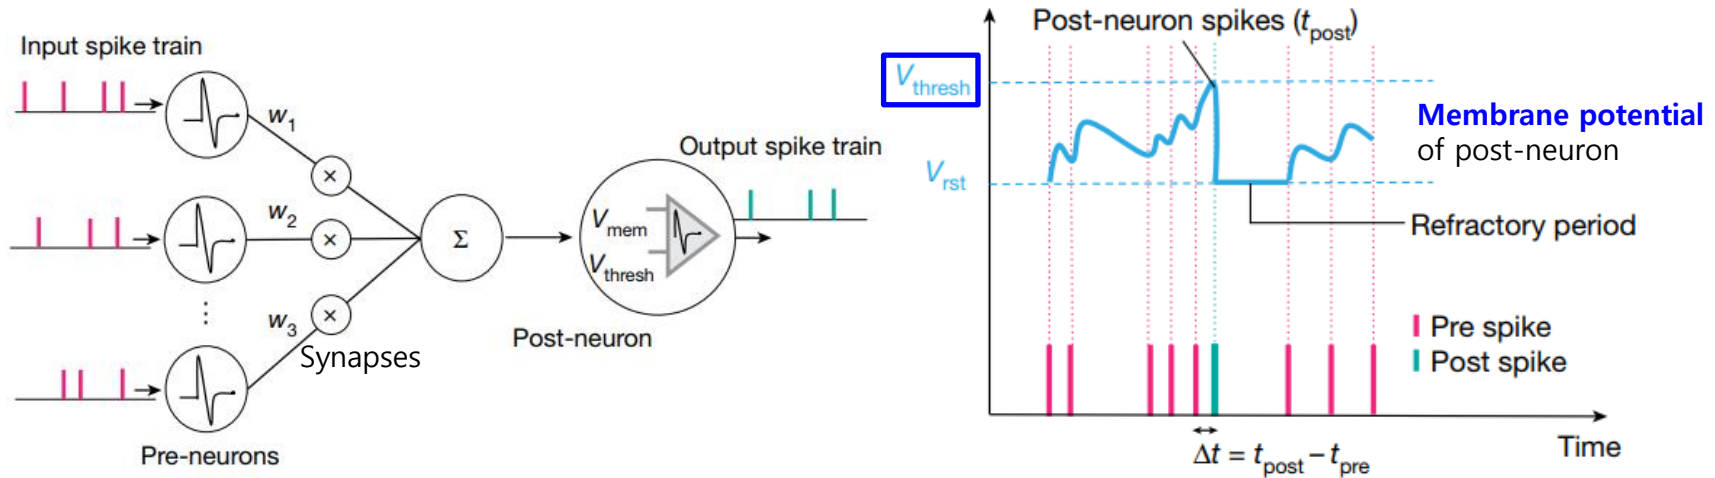 Input spike train
w1
w2
w3
×
×
×
Synapses
Pre-neurons
Σ
Post-neuron
Vmem
Vthresh
Output spike train
Post-neuron spikes (tpost)
Vthresh
Vrst
Membrane potential
of post-neuron
Refractory period
Pre spike
Post spike
Δt = tpost – tpre
Time